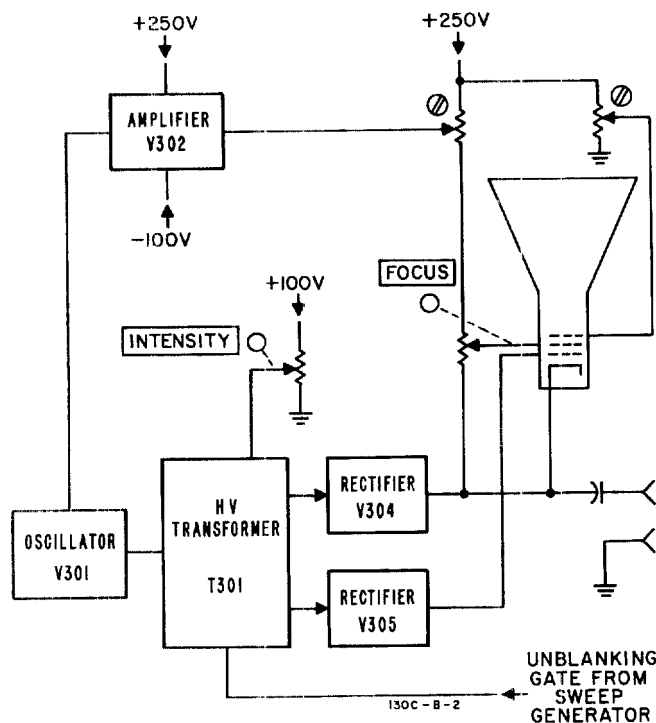 +250V
+250V
AMPLIFIER
V302
-100V
FOCUS
+100V
INTENSITY
HV
TRANSFORMER
T301
RECTIFIER
V304
OSCILLATOR
V301
RECTIFIER
V305
UNBLANKING
GATE FROM
SWEEP
GENERATOR
130C-B-2